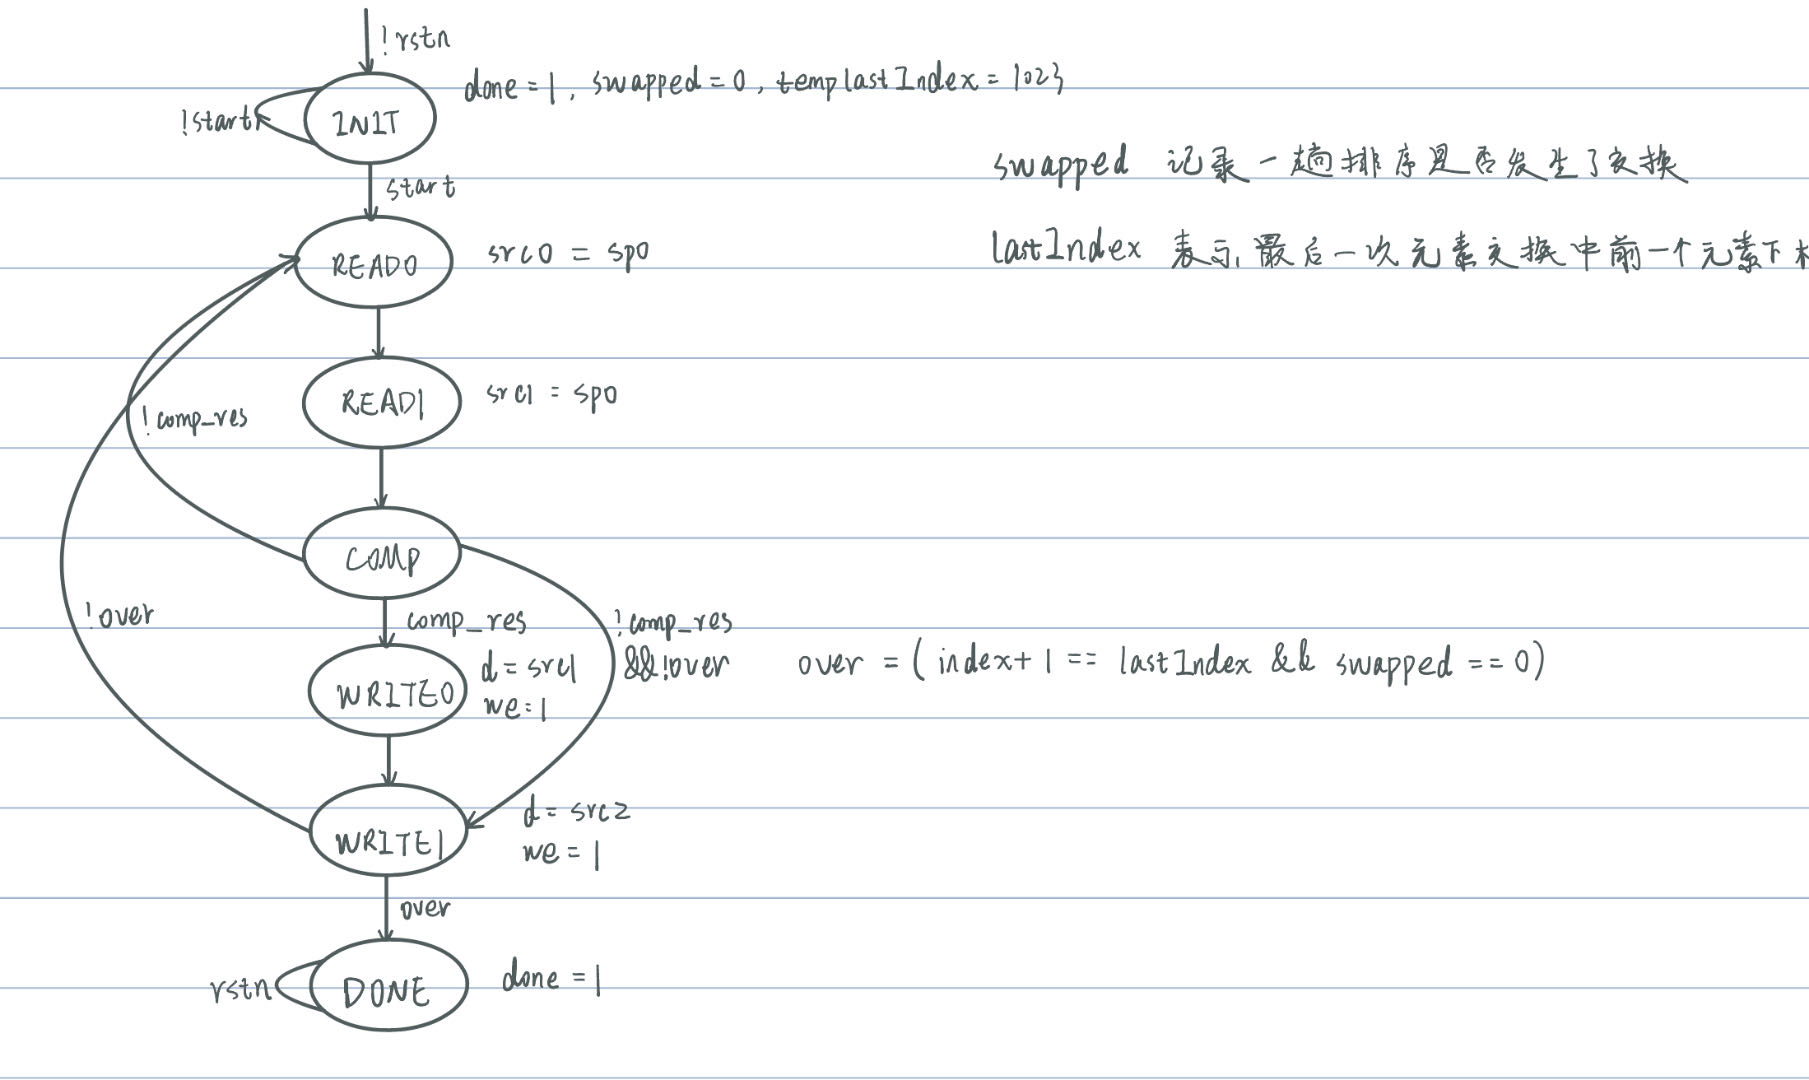 !rstn
done = 1, swapped = 0, templastIndex = 1023
!start
INIT
swapped 记录一趟排序是否发生了交换
start
READ0
src0 = spo
lastIndex 表示最后一次元素交换中前一个元素下
READ1
src1 = spo
!comp_res
COMP
!over
comp_res
!comp_res
&&!over
over = (index+1 == lastIndex && swapped == 0)
WRITE0
d = src1
we=1
WRITE1
d = src2
we = 1
over
rstn
DONE
done = 1